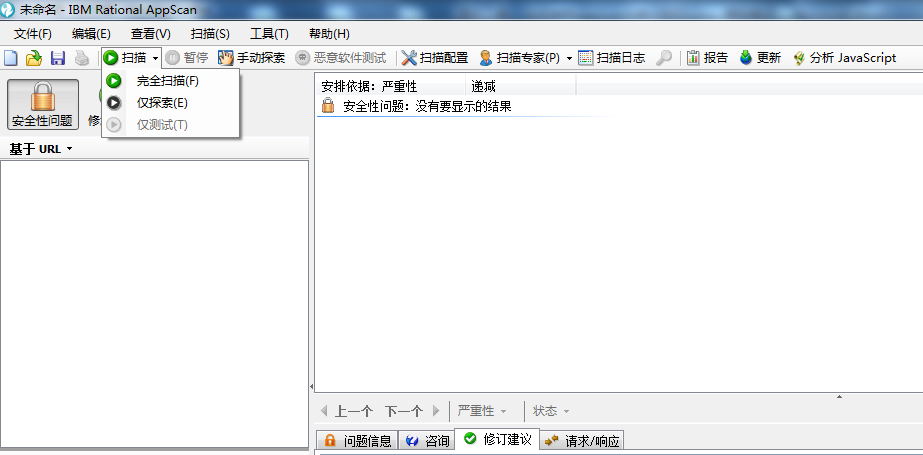 未命名 - IBM Rational AppScan
文件(F) 编辑(E) 查看(V) 扫描(S) 工具(T) 帮助(H)
扫描 暂停 手动探索 恶意软件测试 扫描配置 扫描专家(P) 扫描日志 报告 更新 分析 JavaScript
完全扫描(F)
仅探索(E)
仅测试(T)
安全性问题
基于 URL
安排依据: 严重性 递减
安全性问题: 没有要显示的结果
上一个 下一个 严重性 状态
问题信息 咨询 修订建议 请求/响应